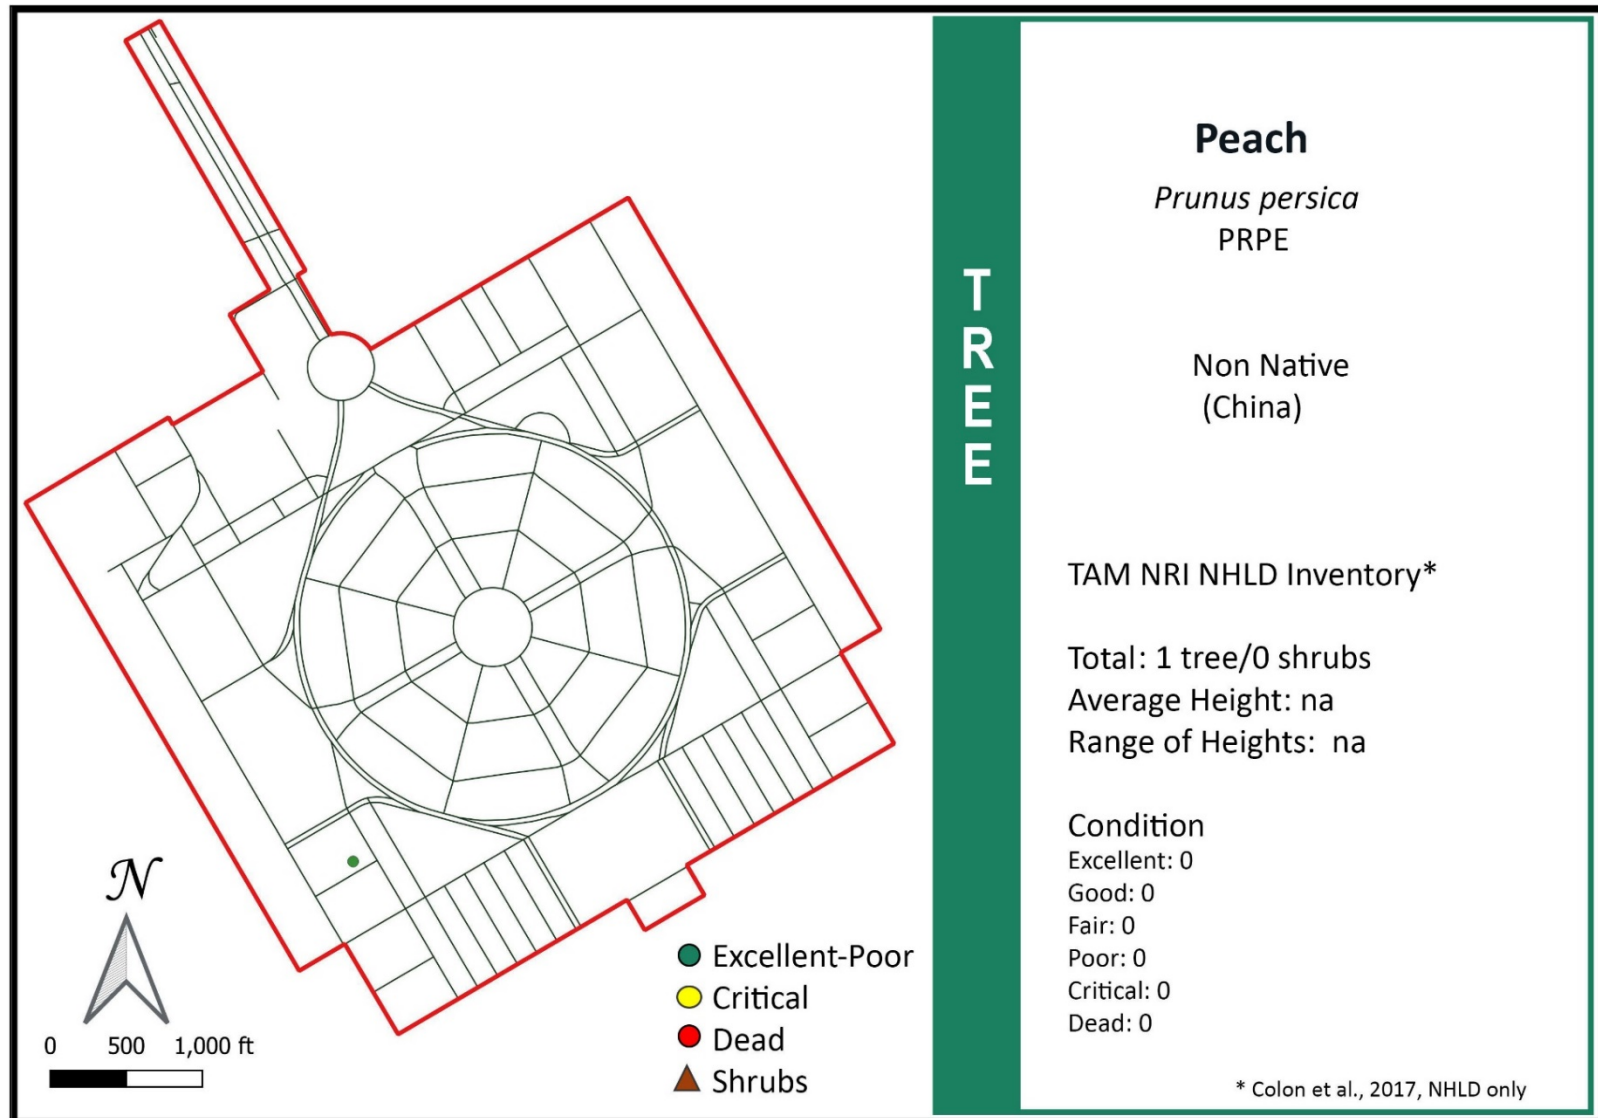 N
0 500 1,000 ft
Excellent-Poor
Critical
Dead
Shrubs
TREE
Peach
Prunus persica
PRPE
Non Native
(China)
TAM NRI NHLD Inventory*
Total: 1 tree/0 shrubs
Average Height: na
Range of Heights: na
Condition
Excellent: 0
Good: 0
Fair: 0
Poor: 0
Critical: 0
Dead: 0
* Colon et al., 2017, NHLD only